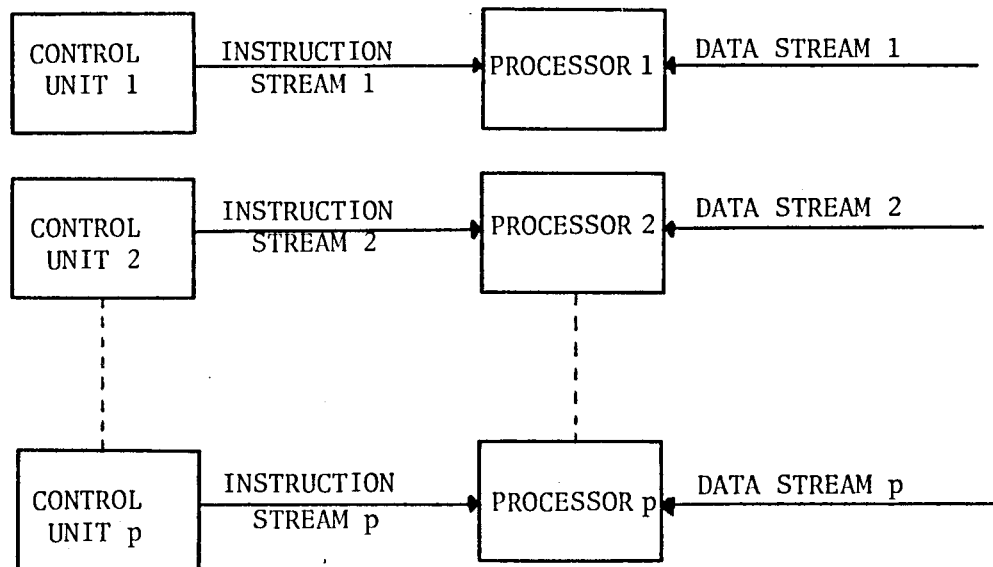 CONTROL
UNIT 1
INSTRUCTION
STREAM 1
PROCESSOR 1
DATA STREAM 1
CONTROL
UNIT 2
INSTRUCTION
STREAM 2
PROCESSOR 2
DATA STREAM 2
CONTROL
UNIT p
INSTRUCTION
STREAM p
PROCESSOR p
DATA STREAM p